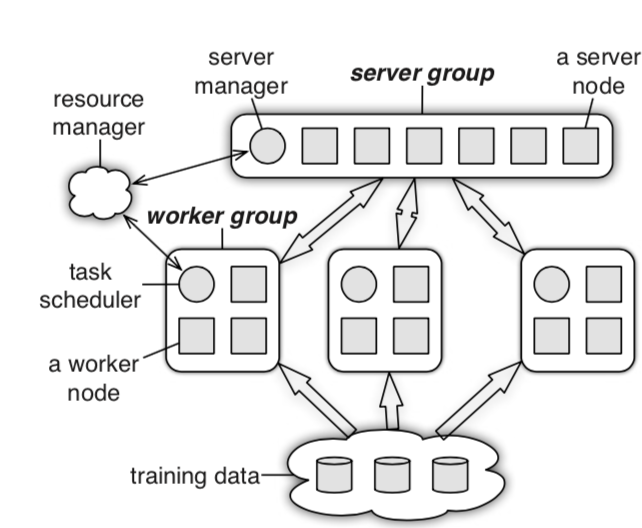 server
manager
server group
a server
node
resource
manager
worker group
task
scheduler
a worker
node
training data